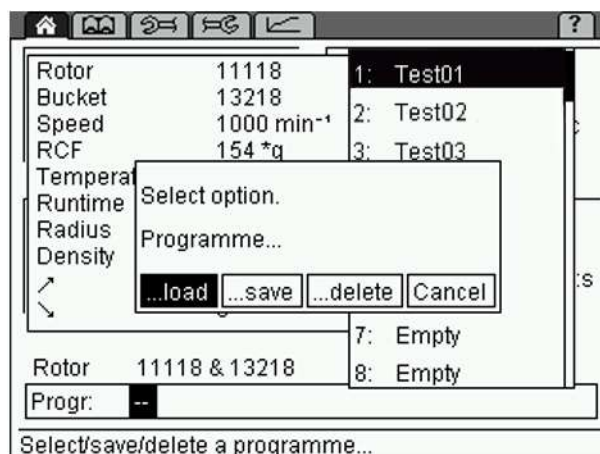 ?
Rotor 11118
Bucket 13218
Speed 1000 min⁻¹
RCF 154 *g
Runtime
Radius
Density
1: Test01
2: Test02
3: Test03
7: Empty
8: Empty
Select option.
Programme...
...load ...save ...delete Cancel
Rotor 11118 & 13218
Progr: --
Select/save/delete a programme...